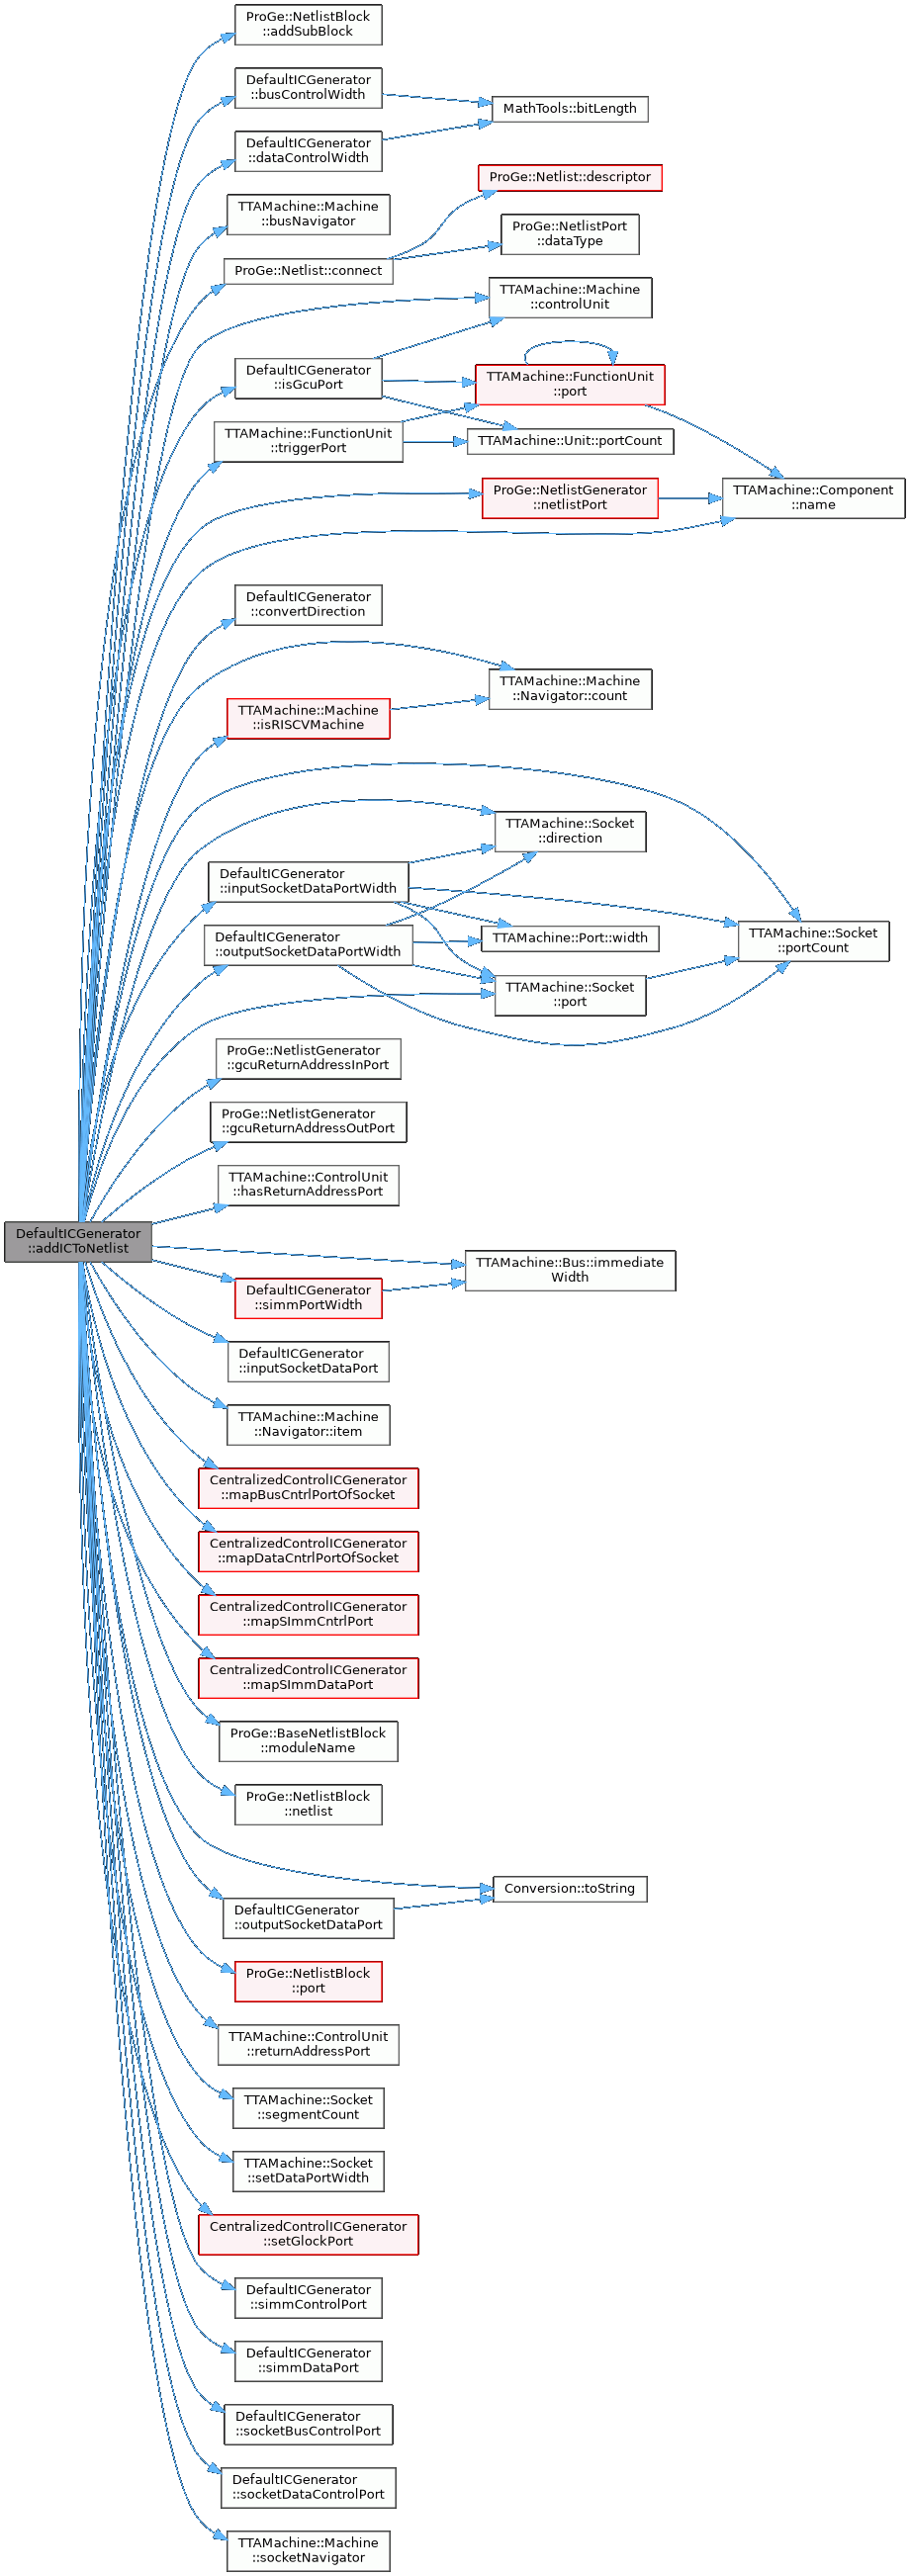 ProGe::NetlistBlock
::addSubBlock
DefaultICGenerator
::busControlWidth
MathTools::bitLength
DefaultICGenerator
::dataControlWidth
ProGe::Netlist::descriptor
TTAMachine::Machine
::busNavigator
ProGe::NetlistPort
::dataType
ProGe::Netlist::connect
TTAMachine::Machine
::controlUnit
DefaultICGenerator
::isGcuPort
TTAMachine::FunctionUnit
::port
TTAMachine::FunctionUnit
::triggerPort
TTAMachine::Unit::portCount
ProGe::NetlistGenerator
::netlistPort
TTAMachine::Component
::name
DefaultICGenerator
::convertDirection
TTAMachine::Machine
::Navigator::count
TTAMachine::Machine
::isRISCVMachine
TTAMachine::Socket
::direction
DefaultICGenerator
::inputSocketDataPortWidth
DefaultICGenerator
::outputSocketDataPortWidth
TTAMachine::Port::width
TTAMachine::Socket
::portCount
TTAMachine::Socket
::port
ProGe::NetlistGenerator
::gcuReturnAddressInPort
ProGe::NetlistGenerator
::gcuReturnAddressOutPort
TTAMachine::ControlUnit
::hasReturnAddressPort
DefaultICGenerator
::addICToNetlist
TTAMachine::Bus::immediate
Width
DefaultICGenerator
::simmPortWidth
DefaultICGenerator
::inputSocketDataPort
TTAMachine::Machine
::Navigator::item
CentralizedControlICGenerator
::mapBusCntrlPortOfSocket
CentralizedControlICGenerator
::mapDataCntrlPortOfSocket
CentralizedControlICGenerator
::mapSImmCntrlPort
CentralizedControlICGenerator
::mapSImmDataPort
ProGe::BaseNetlistBlock
::moduleName
ProGe::NetlistBlock
::netlist
Conversion::toString
DefaultICGenerator
::outputSocketDataPort
ProGe::NetlistBlock
::port
TTAMachine::ControlUnit
::returnAddressPort
TTAMachine::Socket
::segmentCount
TTAMachine::Socket
::setDataPortWidth
CentralizedControlICGenerator
::setGlockPort
DefaultICGenerator
::simmControlPort
DefaultICGenerator
::simmDataPort
DefaultICGenerator
::socketBusControlPort
DefaultICGenerator
::socketDataControlPort
TTAMachine::Machine
::socketNavigator